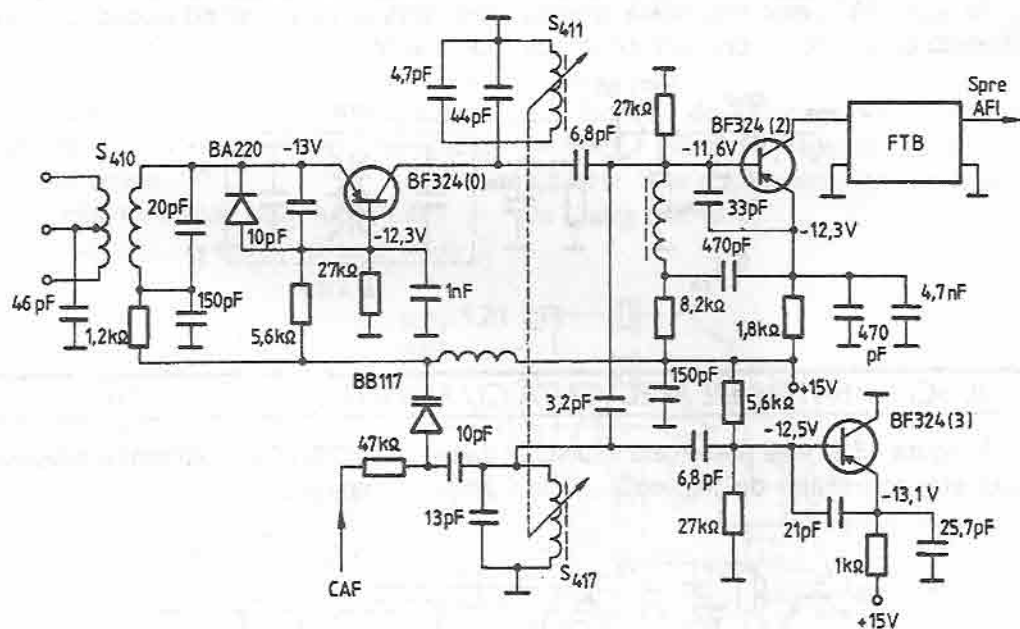 S411
4,7pF
44pF
27kΩ
BF324 (2)
Spre
AFI
FTB
6,8pF
-11,6V
S410
BA220
-13V
BF324(0)
33pF
-12,3V
20pF
10pF
-12,3V
470pF
27kΩ
1nF
8,2kΩ
4,7nF
46pF
150pF
1,2kΩ
5,6kΩ
1,8kΩ
470
pF
+15V
BB117
150pF
5,6kΩ
BF324(3)
3,2pF
-12,5V
47kΩ
10pF
6,8pF
-13,1V
13pF
27kΩ
21pF
25,7pF
1kΩ
CAF
S417
+15V